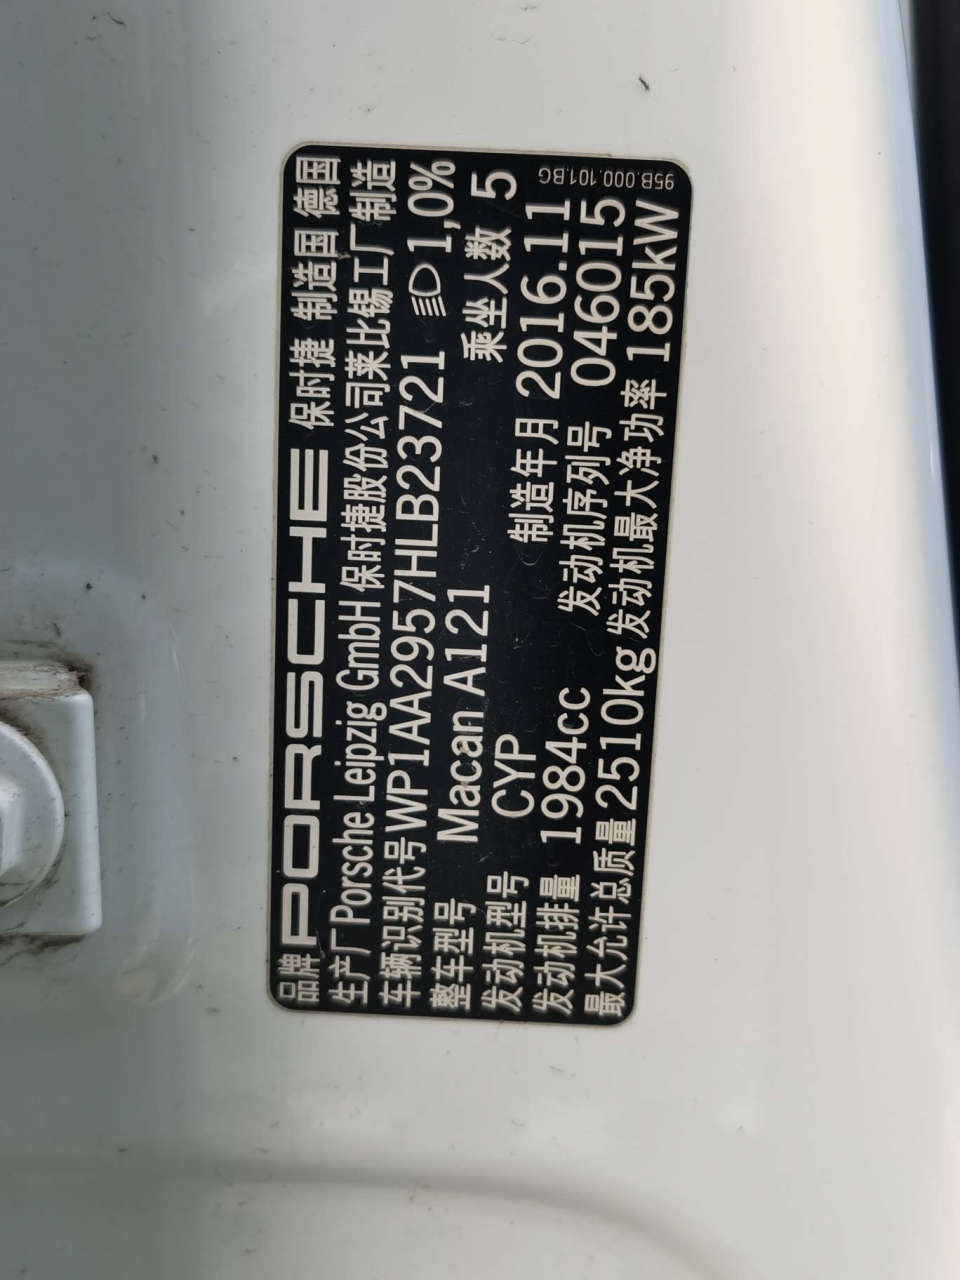 品牌 PORSCHE 保时捷 制造国 德国
生产厂 Porsche Leipzig GmbH 保时捷股份公司莱比锡工厂制造
车辆识别代号 WP1AA2957HLB23721 1,0%
整车型号 Macan A121 乘坐人数 5
发动机型号 CYP 制造年月 2016.11
发动机排量 1984cc 发动机序列号 046015
最大允许总质量 2510kg 发动机最大净功率 185kW
95B.000.101.BG